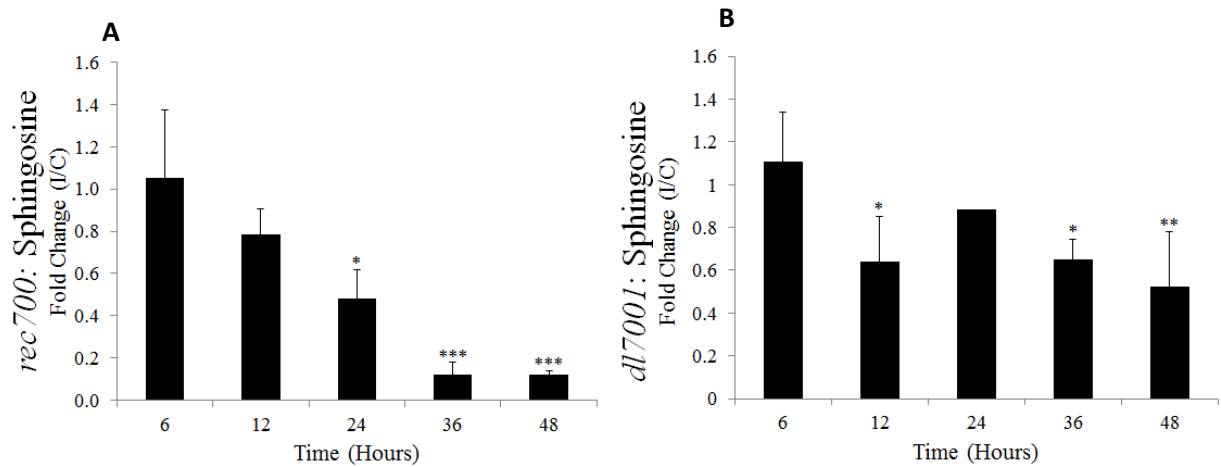 A
rec700: Sphingosine
Fold Change (I/C)
1.6
1.4
1.2
1.0
0.8
0.6
0.4
0.2
0.0
*
***
***
6 12 24 36 48
Time (Hours)
B
dl7001: Sphingosine
Fold Change (I/C)
1.6
1.4
1.2
1
0.8
0.6
0.4
0.2
0
*
*
**
6 12 24 36 48
Time (Hours)